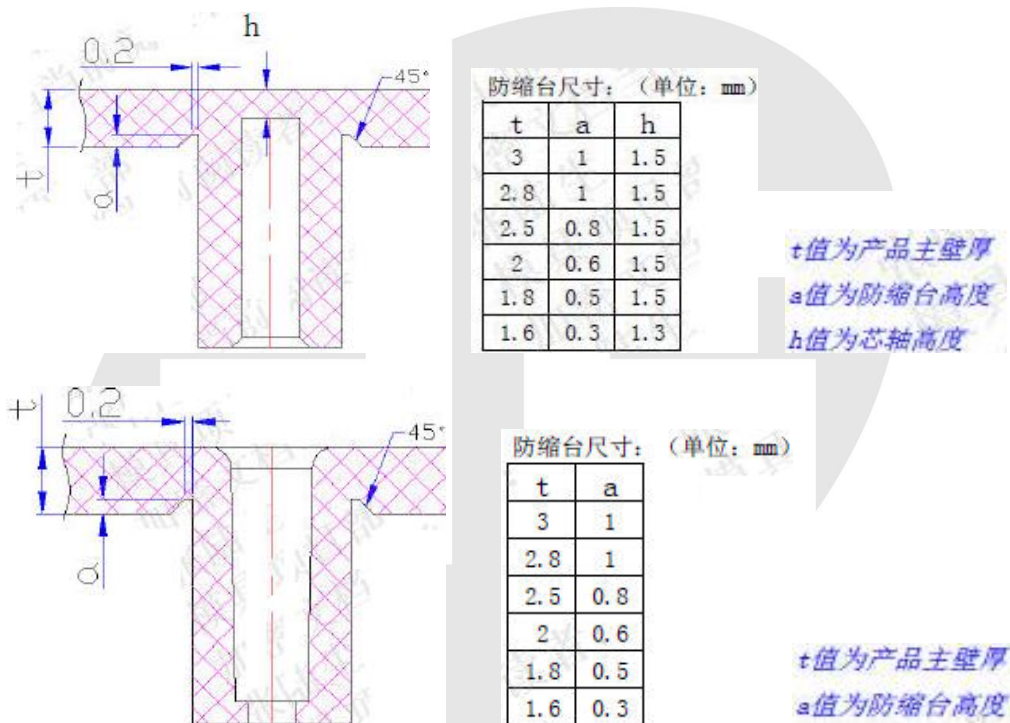 h
0.2
45°
t
a
防缩台尺寸：（单位：mm）
t a h
3 1 1.5
2.8 1 1.5
2.5 0.8 1.5
2 0.6 1.5
1.8 0.5 1.5
1.6 0.3 1.3
t值为产品主壁厚
a值为防缩台高度
h值为芯轴高度
t
0.2
45°
a
防缩台尺寸：（单位：mm）
t a
3 1
2.8 1
2.5 0.8
2 0.6
1.8 0.5
1.6 0.3
t值为产品主壁厚
a值为防缩台高度